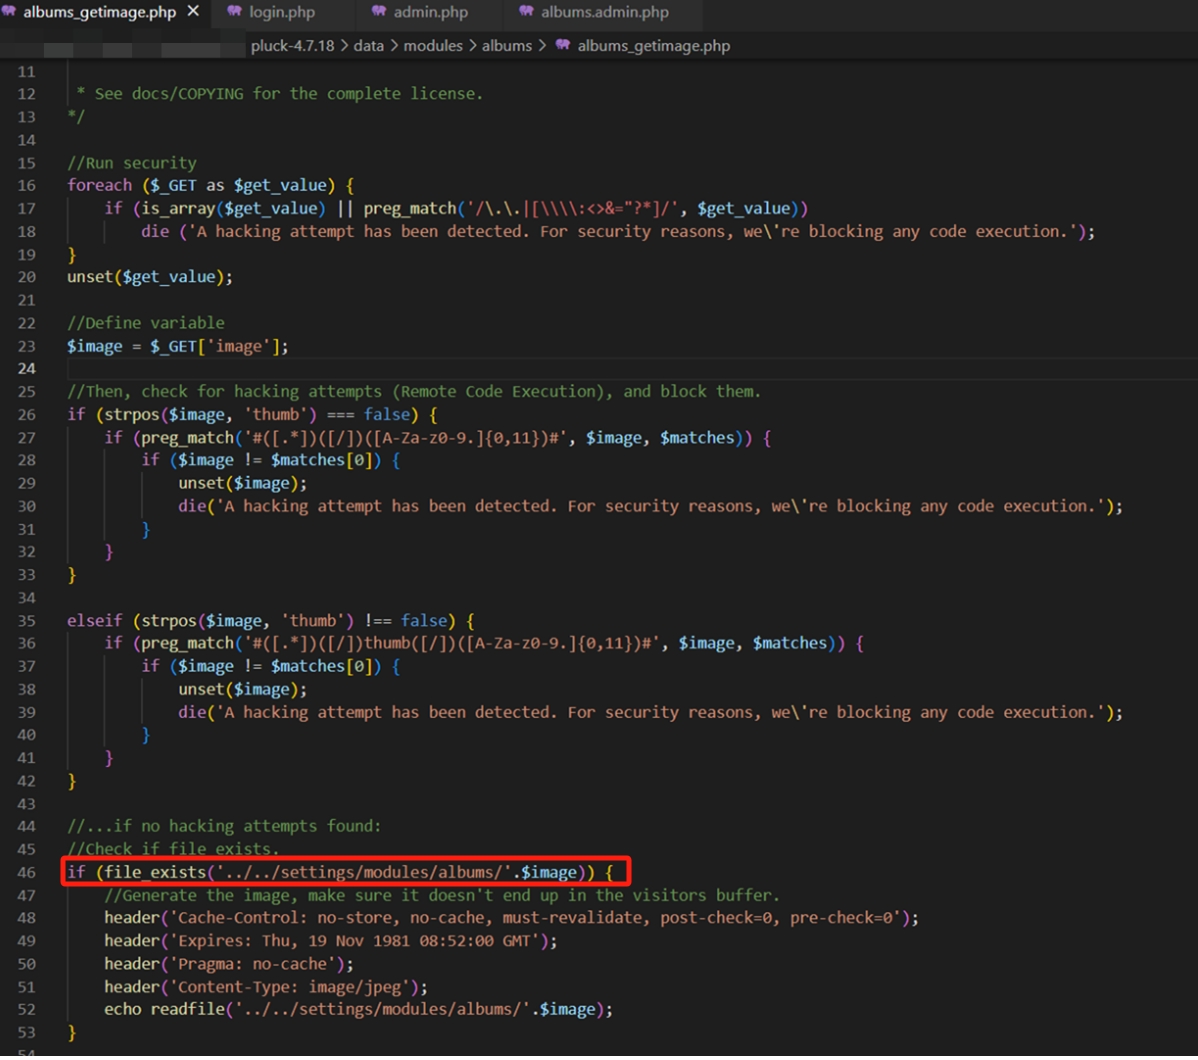 albums_getimage.php × login.php admin.php albums.admin.php
pluck-4.7.18 > data > modules > albums > albums_getimage.php
11
12 * See docs/COPYING for the complete license.
13 */
14
15 //Run security
16 foreach ($_GET as $get_value) {
17 if (is_array($get_value) || preg_match('/\.\.|[\\\\:<>&="?*]/', $get_value))
18 die ('A hacking attempt has been detected. For security reasons, we\'re blocking any code execution.');
19 }
20 unset($get_value);
21
22 //Define variable
23 $image = $_GET['image'];
24
25 //Then, check for hacking attempts (Remote Code Execution), and block them.
26 if (strpos($image, 'thumb') === false) {
27 if (preg_match('#([.*])([/])([A-Za-z0-9.]{0,11})#', $image, $matches)) {
28 if ($image != $matches[0]) {
29 unset($image);
30 die('A hacking attempt has been detected. For security reasons, we\'re blocking any code execution.');
31 }
32 }
33 }
34
35 elseif (strpos($image, 'thumb') !== false) {
36 if (preg_match('#([.*])([/])thumb([/])([A-Za-z0-9.]{0,11})#', $image, $matches)) {
37 if ($image != $matches[0]) {
38 unset($image);
39 die('A hacking attempt has been detected. For security reasons, we\'re blocking any code execution.');
40 }
41 }
42 }
43
44 //...if no hacking attempts found:
45 //Check if file exists.
46 if (file_exists('../../settings/modules/albums/'.$image)) {
47 //Generate the image, make sure it doesn't end up in the visitors buffer.
48 header('Cache-Control: no-store, no-cache, must-revalidate, post-check=0, pre-check=0');
49 header('Expires: Thu, 19 Nov 1981 08:52:00 GMT');
50 header('Pragma: no-cache');
51 header('Content-Type: image/jpeg');
52 echo readfile('../../settings/modules/albums/'.$image);
53 }
54